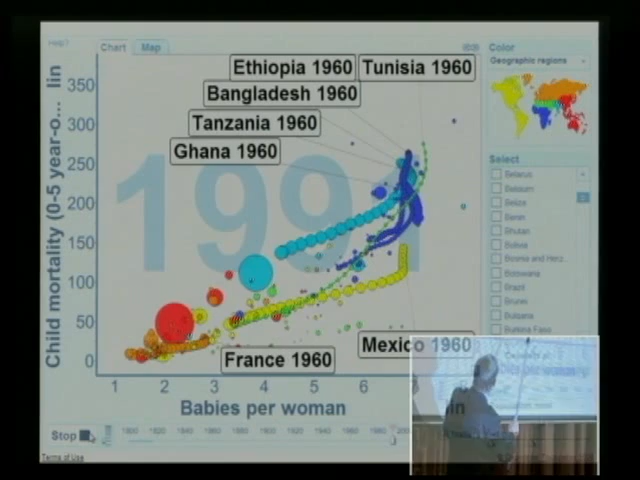 Help?
Chart
Map
Color
Geographic regions
Child mortality (0-5 year-o... lin
350
300
250
200
150
100
50
0
Ethiopia 1960
Tunisia 1960
Bangladesh 1960
Tanzania 1960
Ghana 1960
1991
France 1960
Mexico 1960
1 2 3 4 5 6
Babies per woman
lin
Select
Belarus
Belgium
Belize
Benin
Bhutan
Bolivia
Bosnia and Herz...
Botswana
Brazil
Brunei
Bulgaria
Burkina Faso
Stop
Terms of Use